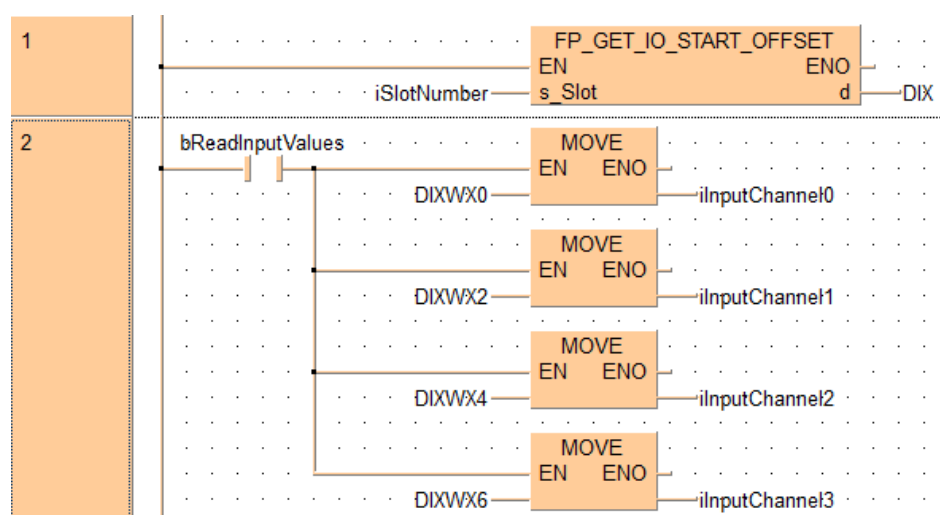 1
FP_GET_IO_START_OFFSET
EN ENO
iSlotNumber s_Slot d DIX
2
bReadInputValues MOVE
EN ENO
DIXWX0 iInputChannel0
MOVE
EN ENO
DIXWX2 iInputChannel1
MOVE
EN ENO
DIXWX4 iInputChannel2
MOVE
EN ENO
DIXWX6 iInputChannel3